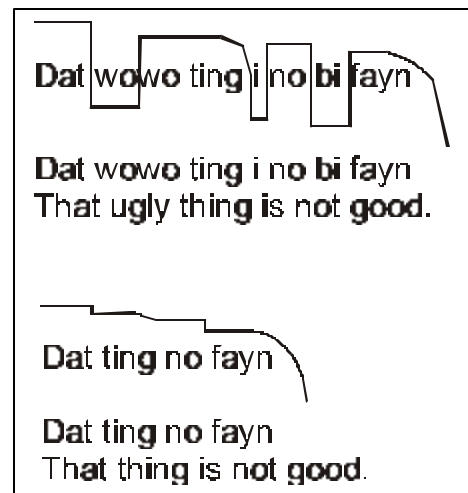 Dat wowo ting i no bi fayn
Dat wowo ting i no bi fayn
That ugly thing is not good.
Dat ting no fayn
Dat ting no fayn
That thing is not good.